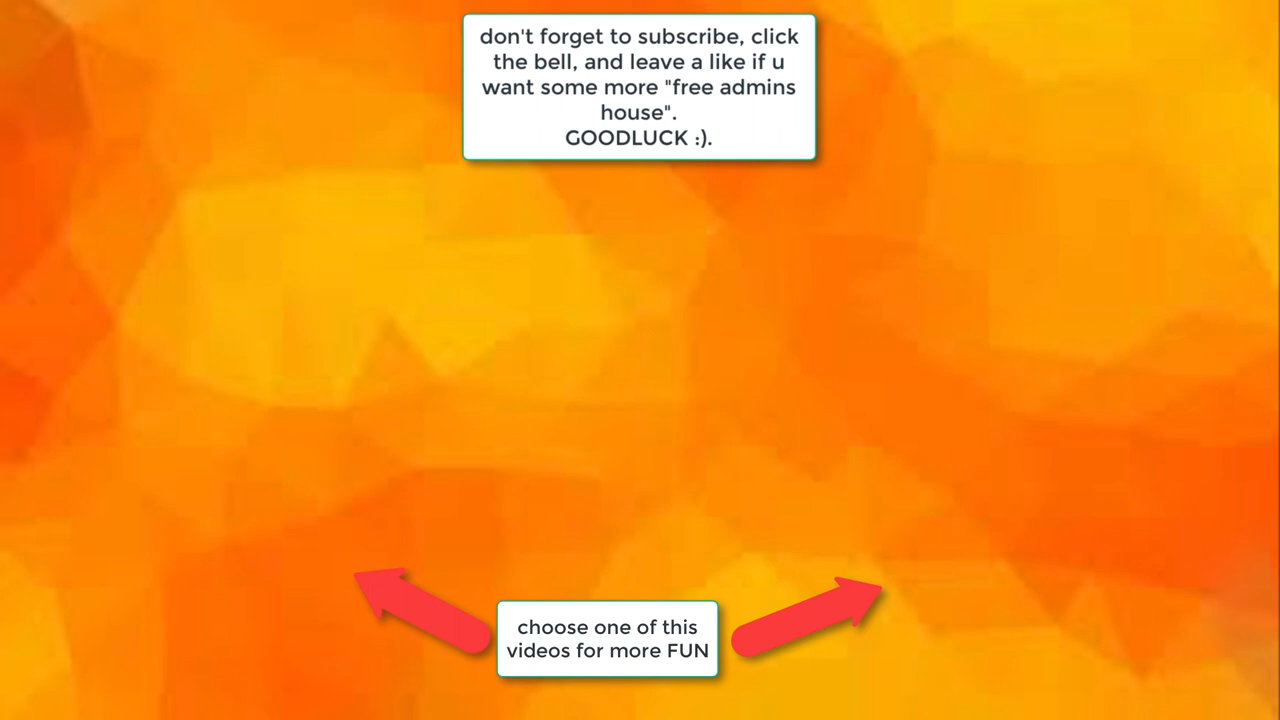 don't forget to subscribe, click
the bell, and leave a like if u
want some more "free admins
house".
GOODLUCK :).
choose one of this
videos for more FUN